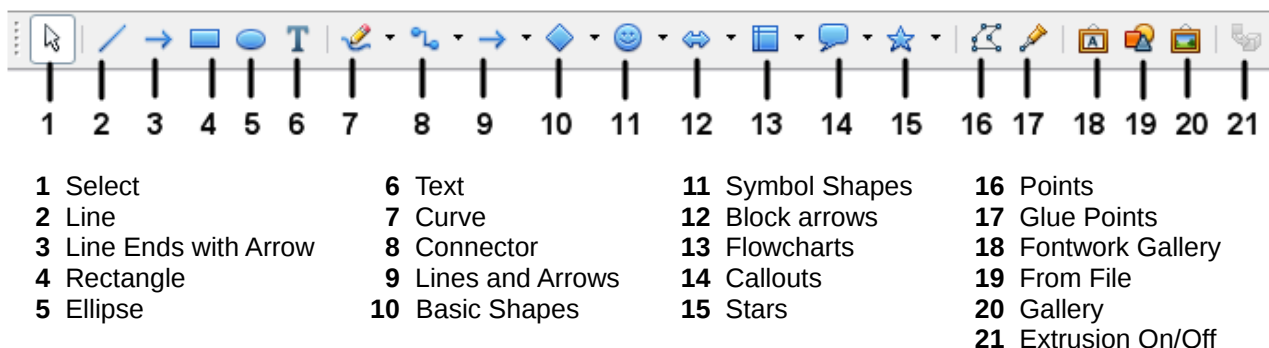 T
A
1 2 3 4 5 6 7 8 9 10 11 12 13 14 15 16 17 18 19 20 21
1 Select
2 Line
3 Line Ends with Arrow
4 Rectangle
5 Ellipse
6 Text
7 Curve
8 Connector
9 Lines and Arrows
10 Basic Shapes
11 Symbol Shapes
12 Block arrows
13 Flowcharts
14 Callouts
15 Stars
16 Points
17 Glue Points
18 Fontwork Gallery
19 From File
20 Gallery
21 Extrusion On/Off